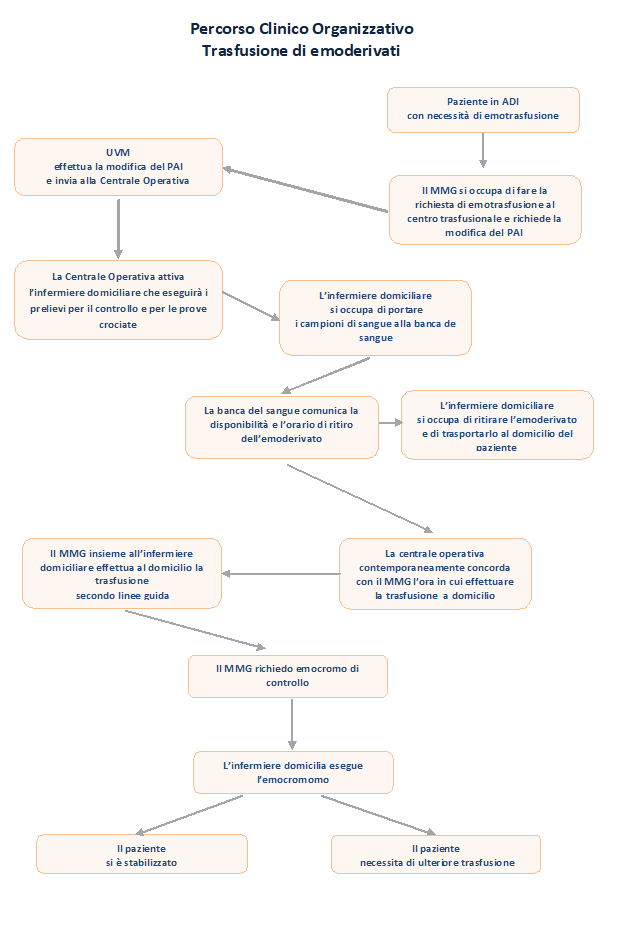 Percorso Clinico Organizzativo
Trasfusione di emoderivati
Paziente in ADI
con necessità di emotrasfusione
Il MMG si occupa di fare la
richiesta di emotrasfusione al
centro trasfusionale e richiede la
modifica del PAI
UVM
effettua la modifica del PAI
e invia alla Centrale Operativa
La Centrale Operativa attiva
l'infermiere domiciliare che eseguirà i
prelievi per il controllo e per le prove
crociate
L'infermiere domiciliare
si occupa di portare
i campioni di sangue alla banca de
sangue
La banca del sangue comunica la
disponibilità e l'orario di ritiro
dell'emoderivato
L'infermiere domiciliare
si occupa di ritirare l'emoderivato
e di trasportarlo al domicilio del
paziente
La centrale operativa
contemporaneamente concorda
con il MMG l'ora in cui effettuare
la trasfusione a domicilio
Il MMG insieme all'infermiere
domiciliare effettua al domicilio la
trasfusione
secondo linee guida
Il MMG richiedo emocromo di
controllo
L'infermiere domicilia esegue
l'emocromomo
Il paziente
si è stabilizzato
Il paziente
necessita di ulteriore trasfusione